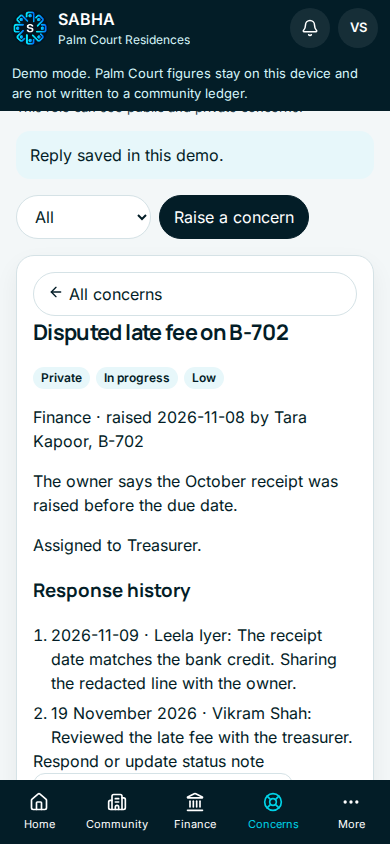 SABHA
Palm Court Residences
VS
Demo mode. Palm Court figures stay on this device and
are not written to a community ledger.
Reply saved in this demo.
All
Raise a concern
← All concerns
Disputed late fee on B-702
Private
In progress
Low
Finance · raised 2026-11-08 by Tara
Kapoor, B-702
The owner says the October receipt was
raised before the due date.
Assigned to Treasurer.
Response history
1. 2026-11-09 · Leela Iyer: The receipt
date matches the bank credit. Sharing
the redacted line with the owner.
2. 19 November 2026 · Vikram Shah:
Reviewed the late fee with the treasurer.
Respond or update status note
Home
Community
Finance
Concerns
More